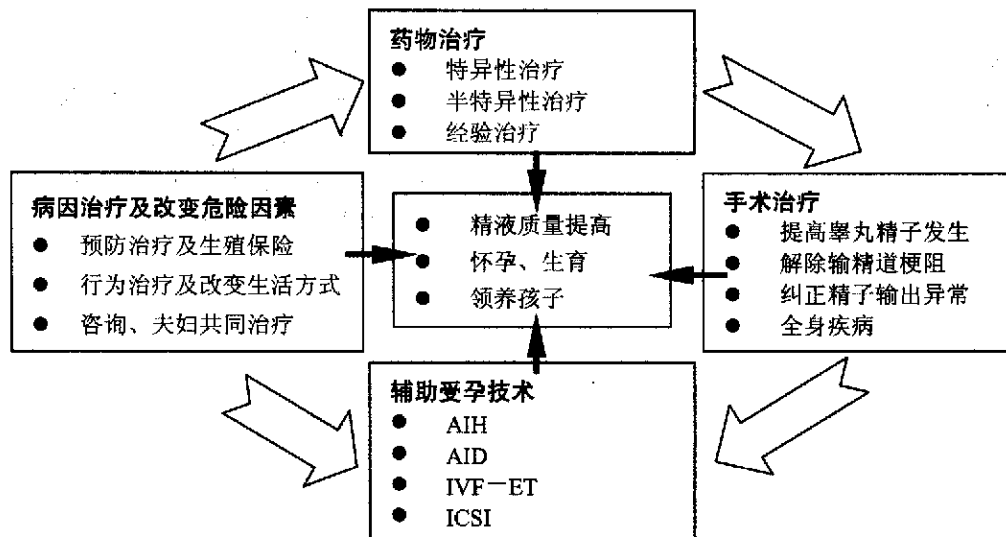 药物治疗
● 特异性治疗
● 半特异性治疗
● 经验治疗
病因治疗及改变危险因素
● 预防治疗及生殖保险
● 行为治疗及改变生活方式
● 咨询、夫妇共同治疗
● 精液质量提高
● 怀孕、生育
● 领养孩子
手术治疗
● 提高睾丸精子发生
● 解除输精道梗阻
● 纠正精子输出异常
● 全身疾病
辅助受孕技术
● AIH
● AID
● IVF－ET
● ICSI